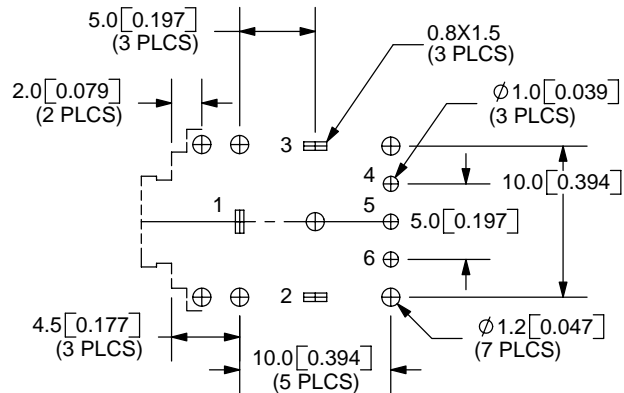 5.0[0.197]
(3 PLCS)
0.8X1.5
(3 PLCS)
2.0[0.079]
(2 PLCS)
Ø1.0[0.039]
(3 PLCS)
3
4
10.0[0.394]
1
5
5.0[0.197]
6
2
4.5[0.177]
(3 PLCS)
Ø1.2[0.047]
(7 PLCS)
10.0[0.394]
(5 PLCS)